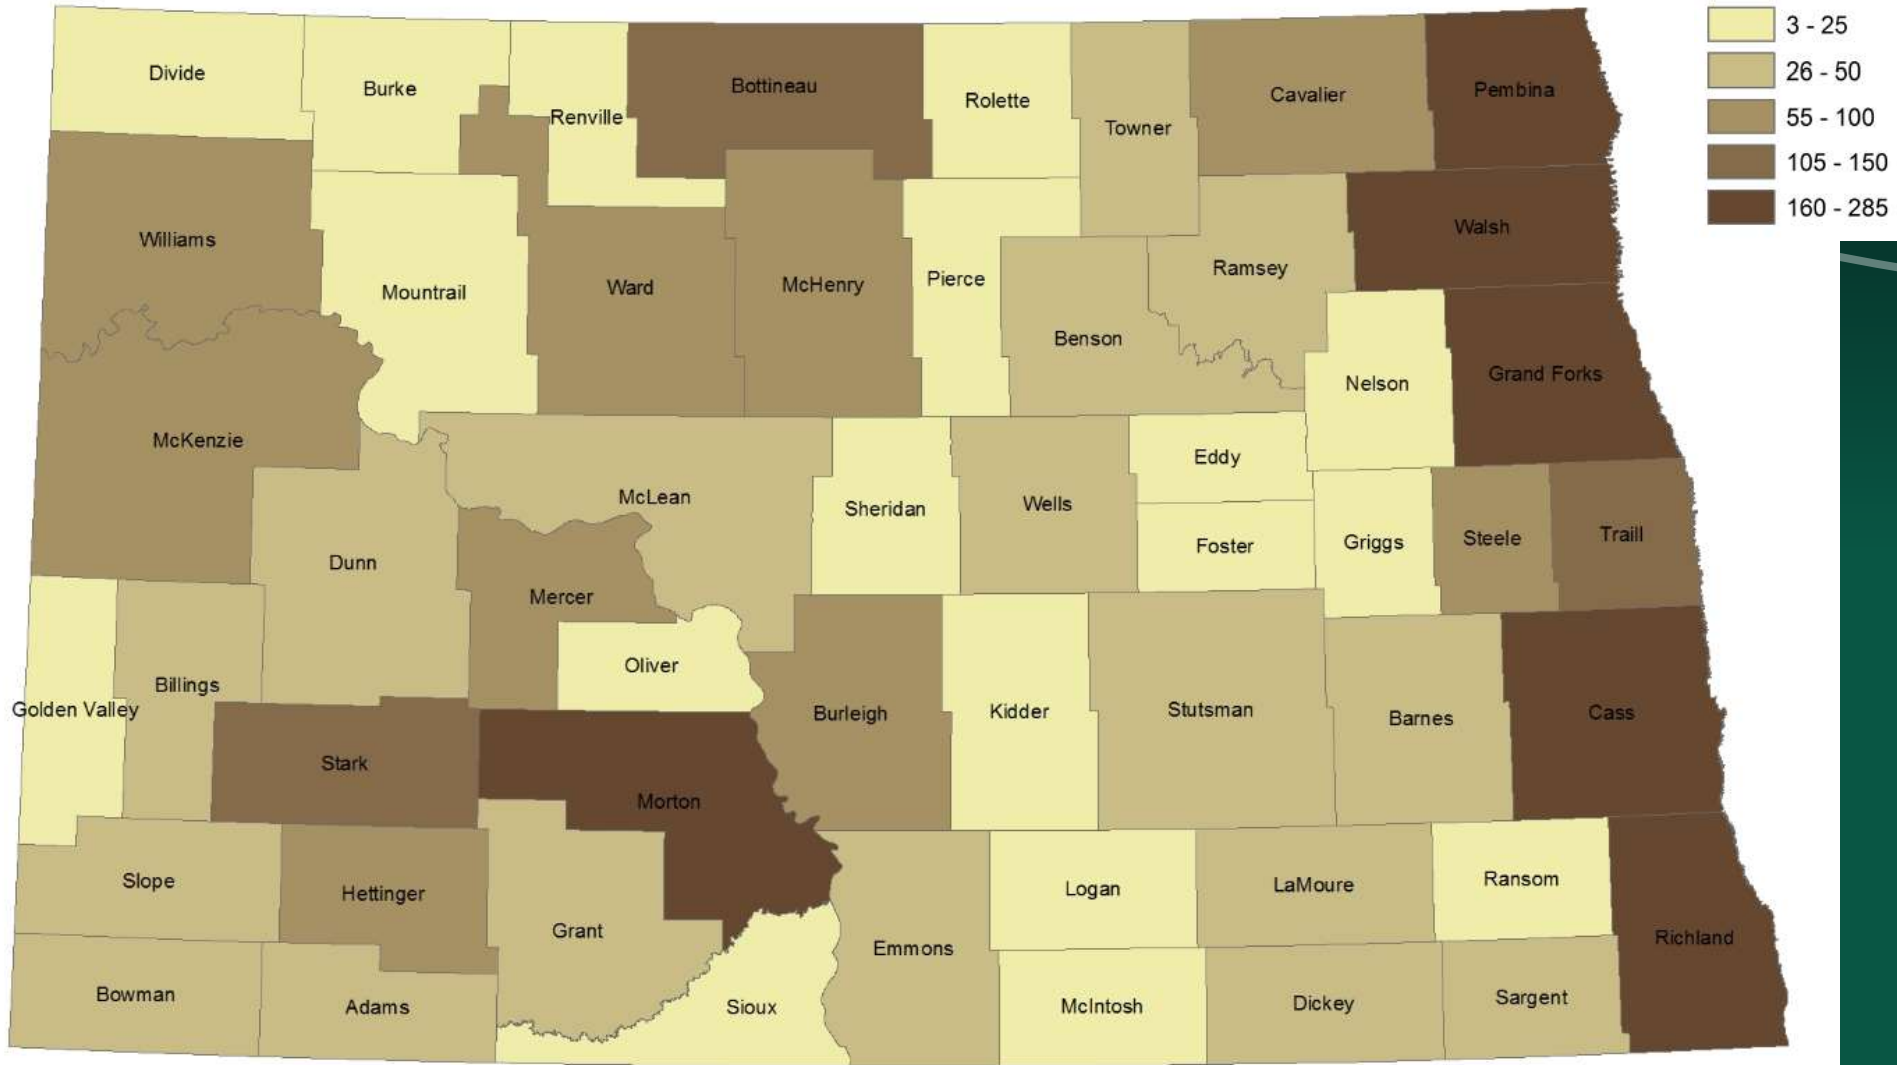 3 - 25
26 - 50
55 - 100
105 - 150
160 - 285
Divide
Burke
Renville
Bottineau
Rolette
Towner
Cavalier
Pembina
Williams
Mountrail
Ward
McHenry
Pierce
Benson
Ramsey
Walsh
Nelson
Grand Forks
McKenzie
Dunn
McLean
Sheridan
Wells
Eddy
Foster
Griggs
Steele
Traill
Mercer
Oliver
Golden Valley
Billings
Stark
Morton
Burleigh
Kidder
Stutsman
Barnes
Cass
Slope
Hettinger
Grant
Emmons
Logan
LaMoure
Ransom
Richland
Bowman
Adams
Sioux
McIntosh
Dickey
Sargent